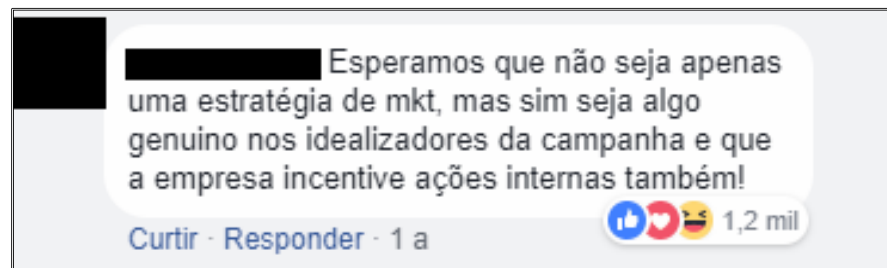 Esperamos que não seja apenas
uma estratégia de mkt, mas sim seja algo
genuino nos idealizadores da campanha e que
a empresa incentive ações internas também!
1,2 mil
Curtir · Responder · 1 a